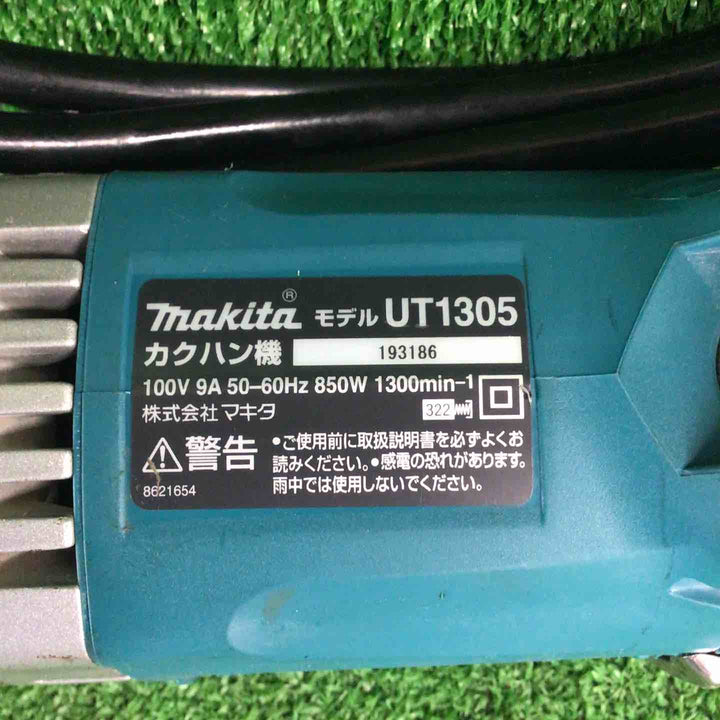 makita® モデル UT1305
カクハン機 193186
100V 9A 50–60Hz 850W 1300min-1
株式会社マキタ 322
警告 •ご使用前に取扱説明書を必ずよくお
読みください。•感電の恐れがあります。
雨中では使用しないでください。
8621654